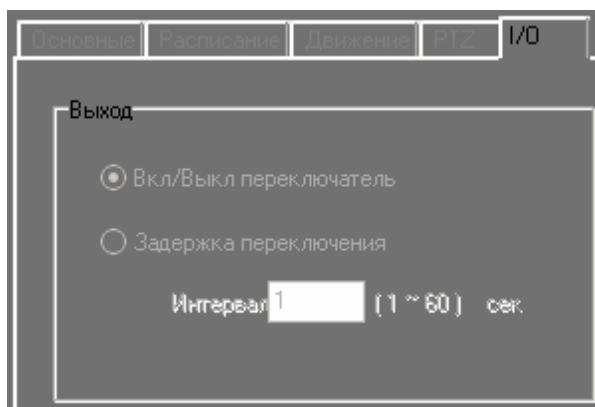 Основные Расписание Движение PTZ I/O
Выход
Вкл/Выкл переключатель
Задержка переключения
Интервал 1 ( 1 ~ 60 ) сек.